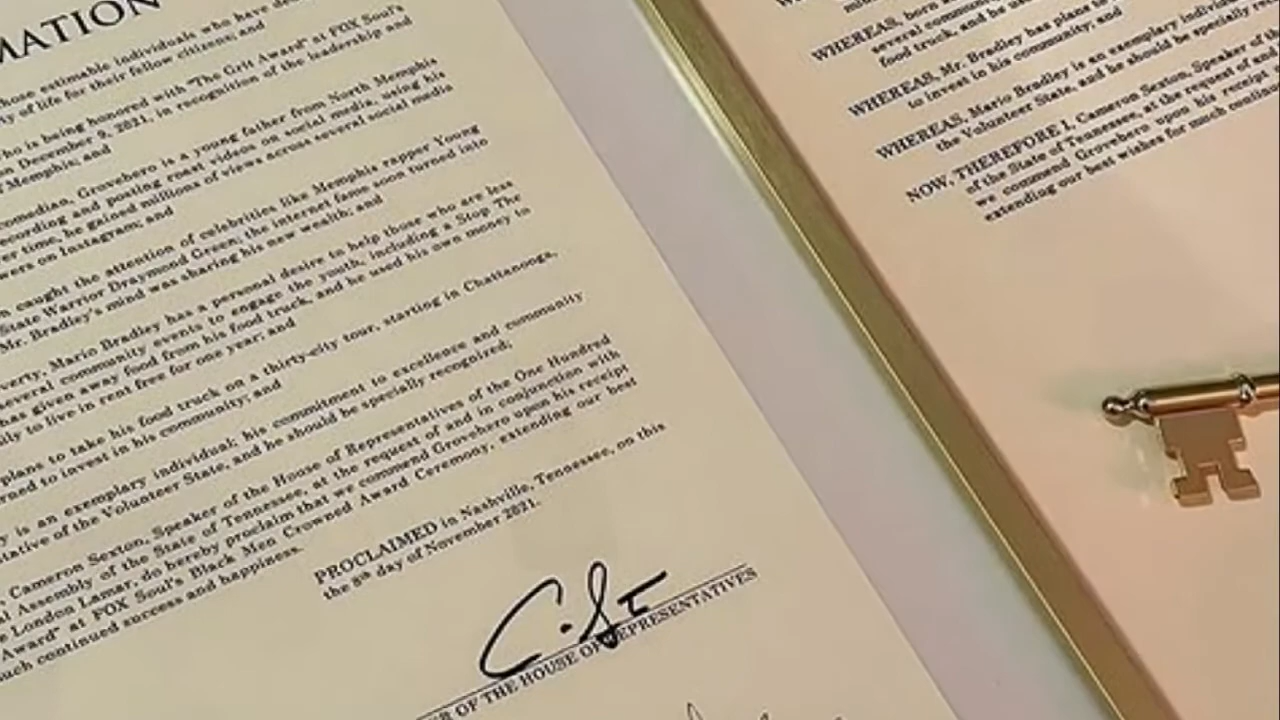 MATION
those estimable individuals who have de
ty of life for their fellow citizens; and
who is being honored with "The Grit Award" at FOX Soul's
n December 9, 2021, in recognition of the leadership and
f Memphis; and
comedian, Grovehero is a young father from North Memphis
recording and posting roast videos on social media, using his
er time, he gained millions of views across several social media
wers on Instagram; and
n caught the attention of celebrities like Memphis rapper Young
State Warrior Draymond Green; the internet fame soon turned into
Mr. Bradley's mind was sharing his new wealth; and
verty, Mario Bradley has a personal desire to help those who are less
several community events to engage the youth, including a Stop The
has given away food from his food truck, and he used his own money to
ily to live in rent free for one year; and
plans to take his food truck on a thirty-city tour, starting in Chattanooga,
rned to invest in his community; and
y is an exemplary individual; his commitment to excellence and community
tative of the Volunteer State, and he should be specially recognized;
, Cameron Sexton, Speaker of the House of Representatives of the One Hundred
al Assembly of the State of Tennessee, at the request of and in conjunction with
e London Lamar, do hereby proclaim that we commend Grovehero upon his receipt
Award" at FOX Soul's Black Men Crowned Award Ceremony, extending our best
uch continued success and happiness.
PROCLAIMED in Nashville, Tennessee, on this
the 9th day of November 2021.
ER OF THE HOUSE OF REPRESENTATIVES
WHEREAS, born and
several commun
food truck, and he us
WHEREAS, Mr. Bradley has plans to
to invest in his community; and
WHEREAS, Mario Bradley is an exemplary individ
the Volunteer State, and he should be specially re
NOW, THEREFORE I, Cameron Sexton, Speaker of th
of the State of Tennessee, at the request of and
we commend Grovehero upon his receipt
extending our best wishes for much continu